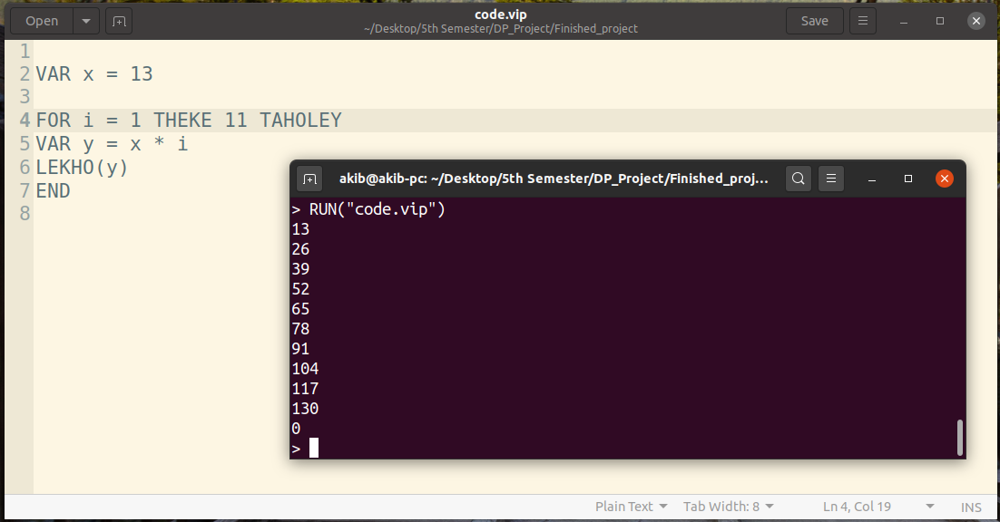 Open
code.vip
~/Desktop/5th Semester/DP_Project/Finished_project
Save
1
2 VAR x = 13
3
4 FOR i = 1 THEKE 11 TAHOLEY
5 VAR y = x * i
6 LEKHO(y)
7 END
8
akib@akib-pc: ~/Desktop/5th Semester/DP_Project/Finished_proj...
> RUN("code.vip")
13
26
39
52
65
78
91
104
117
130
0
>
Plain Text Tab Width: 8 Ln 4, Col 19 INS